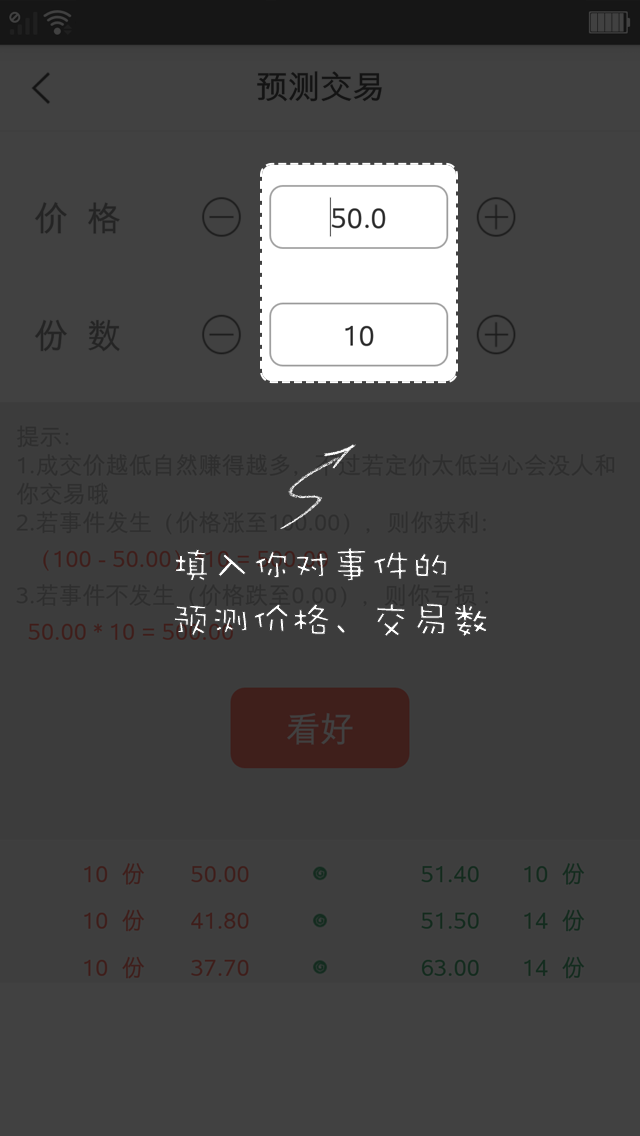 预测交易
价 格
50.0
份 数
10
提示：
1.成交价越低自然赚得越多，不过若定价太低当心会没人和
你交易哦
2.若事件发生（价格涨至100.00），则你获利：
（100 - 50.00）* 10 = 500.00
填入你对事件的
3.若事件不发生（价格跌至0.00），则你亏损：
预测价格、交易数
50.00 * 10 = 500.00
看好
10 份 50.00 51.40 10 份
10 份 41.80 51.50 14 份
10 份 37.70 63.00 14 份